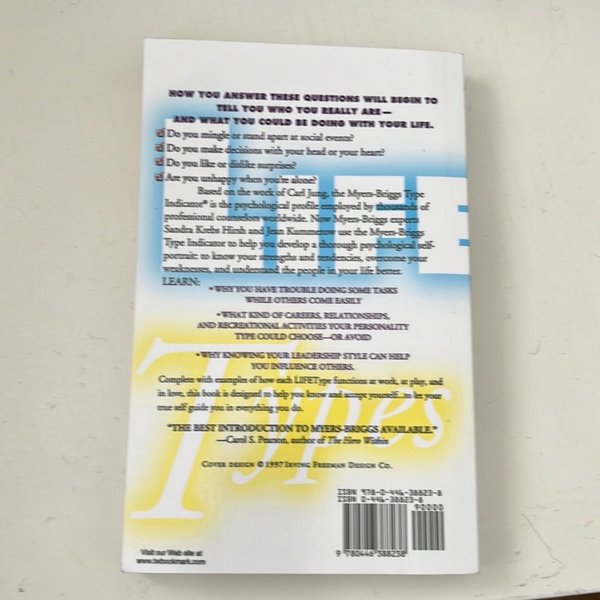 HOW YOU ANSWER THESE QUESTIONS WILL BEGIN TO
TELL YOU WHO YOU REALLY ARE—
AND WHAT YOU COULD BE DOING WITH YOUR LIFE.
Do you mingle or stand apart at social events?
Do you make decisions with your head or your heart?
Do you like or dislike surprises?
Are you unhappy when you're alone?
Based on the work of Carl Jung, the Myers-Briggs Type
Indicator® is the psychological profile employed by thousands of
professional counselors worldwide. Now Myers-Briggs experts
Sandra Krebs Hirsh and Jean Kummerow use the Myers-Briggs
Type Indicator to help you develop a thorough psychological self-
portrait: to know your strengths and tendencies, overcome your
weaknesses, and understand the people in your life better.
LEARN:
• WHY YOU HAVE TROUBLE DOING SOME TASKS
WHILE OTHERS COME EASILY
• WHAT KIND OF CAREERS, RELATIONSHIPS,
AND RECREATIONAL ACTIVITIES YOUR PERSONALITY
TYPE COULD CHOOSE—OR AVOID
• WHY KNOWING YOUR LEADERSHIP STYLE CAN HELP
YOU INFLUENCE OTHERS.
Complete with examples of how each LIFEType functions at work, at play, and
in love, this book is designed to help you know and accept yourself...to let your
true self guide you in everything you do.
"THE BEST INTRODUCTION TO MYERS-BRIGGS AVAILABLE."
—Carol S. Pearson, author of The Hero Within
COVER DESIGN © 1997 IRVING FREEMAN DESIGN CO.
LIFE
Types
ISBN 978-0-446-38823-8
ISBN 0-446-38823-8
90000
9 780446 388238
Visit our Web site at
www.twbookmark.com